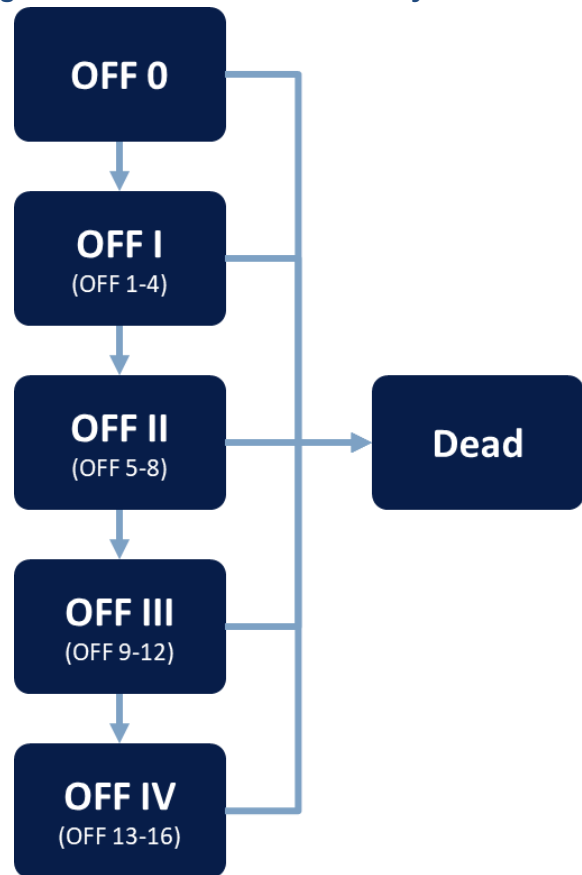 OFF 0
OFF I
(OFF 1-4)
OFF II
(OFF 5-8)
Dead
OFF III
(OFF 9-12)
OFF IV
(OFF 13-16)